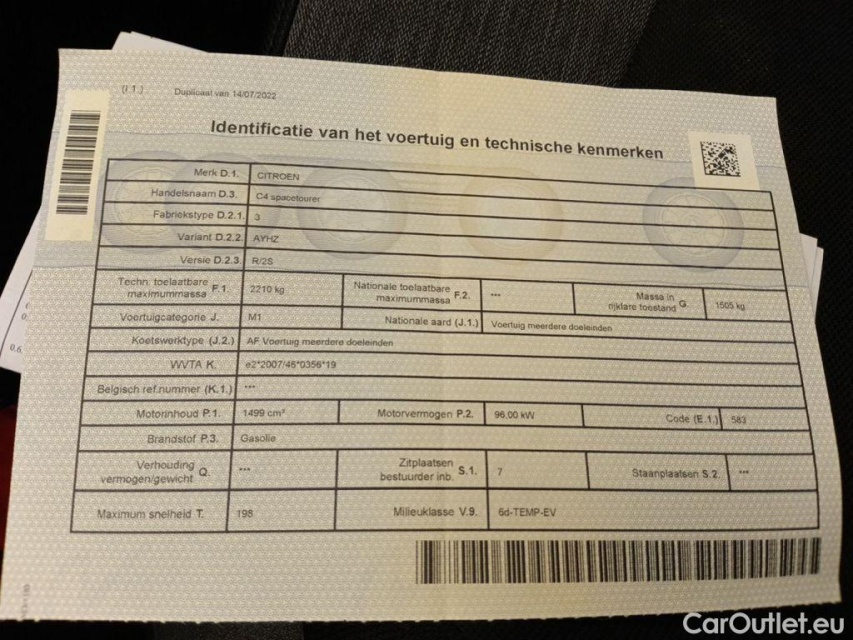 (I.1.) Duplicaat van 14/07/2022
Identificatie van het voertuig en technische kenmerken
Merk D.1. CITROEN
Handelsnaam D.3. C4 spacetourer
Fabriekstype D.2.1. 3
Variant D.2.2. AYHZ
Versie D.2.3. R/2S
Techn. toelaatbare maximummassa F.1. 2210 kg Nationale toelaatbare maximummassa F.2. *** Massa in rijklare toestand G. 1505 kg
Voertuigcategorie J. M1 Nationale aard (J.1.) Voertuig meerdere doeleinden
Koetswerktype (J.2.) AF Voertuig meerdere doeleinden
WVTA K. e2*2007/46*0356*19
Belgisch ref.nummer (K.1.) ***
Motorinhoud P.1. 1499 cm³ Motorvermogen P.2. 96,00 kW Code (E.1.) 583
Brandstof P.3. Gasolie
Verhouding vermogen/gewicht Q. *** Zitplaatsen bestuurder inb. S.1. 7 Staanplaatsen S.2. ***
Maximum snelheid T. 198 Milieuklasse V.9. 6d-TEMP-EV
CarOutlet.eu